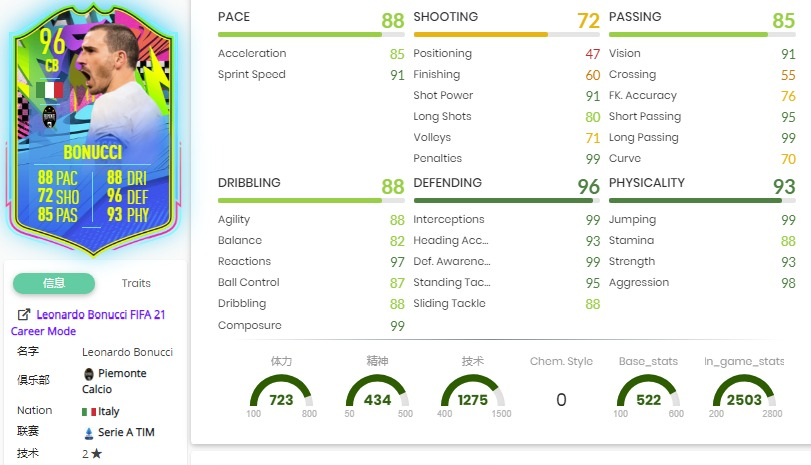 96
CB
BONUCCI
88 PAC 88 DRI
72 SHO 96 DEF
85 PAS 93 PHY
信息 Traits
Leonardo Bonucci FIFA 21
Career Mode
名字 Leonardo Bonucci
俱乐部 Piemonte
Calcio
Nation Italy
联赛 Serie A TIM
技术 2★
PACE 88
Acceleration 85
Sprint Speed 91
SHOOTING 72
Positioning 47
Finishing 60
Shot Power 91
Long Shots 80
Volleys 71
Penalties 99
PASSING 85
Vision 91
Crossing 55
FK. Accuracy 76
Short Passing 95
Long Passing 99
Curve 70
DRIBBLING 88
Agility 88
Balance 82
Reactions 97
Ball Control 87
Dribbling 88
Composure 99
DEFENDING 96
Interceptions 99
Heading Acc... 93
Def. Awarene... 99
Standing Tac... 95
Sliding Tackle 88
PHYSICALITY 93
Jumping 99
Stamina 88
Strength 93
Aggression 98
体力
723
100 800
精神
434
50 500
技术
1275
400 1500
Chem. Style
0
Base_stats
522
100 600
In_game_stats
2503
200 2800